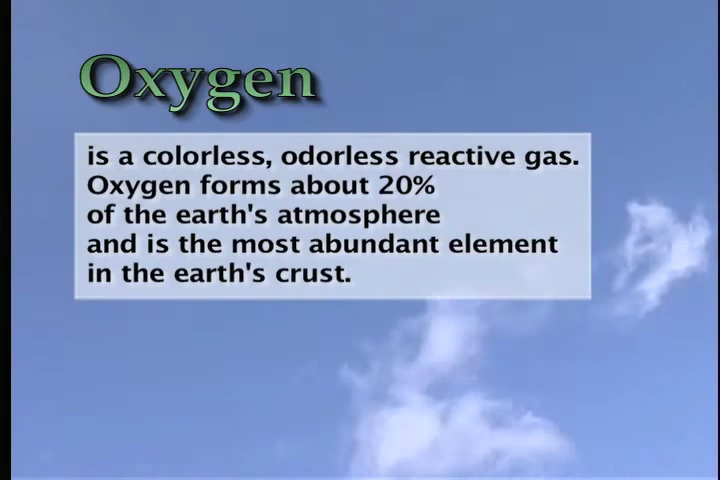 Oxygen
is a colorless, odorless reactive gas.
Oxygen forms about 20%
of the earth's atmosphere
and is the most abundant element
in the earth's crust.